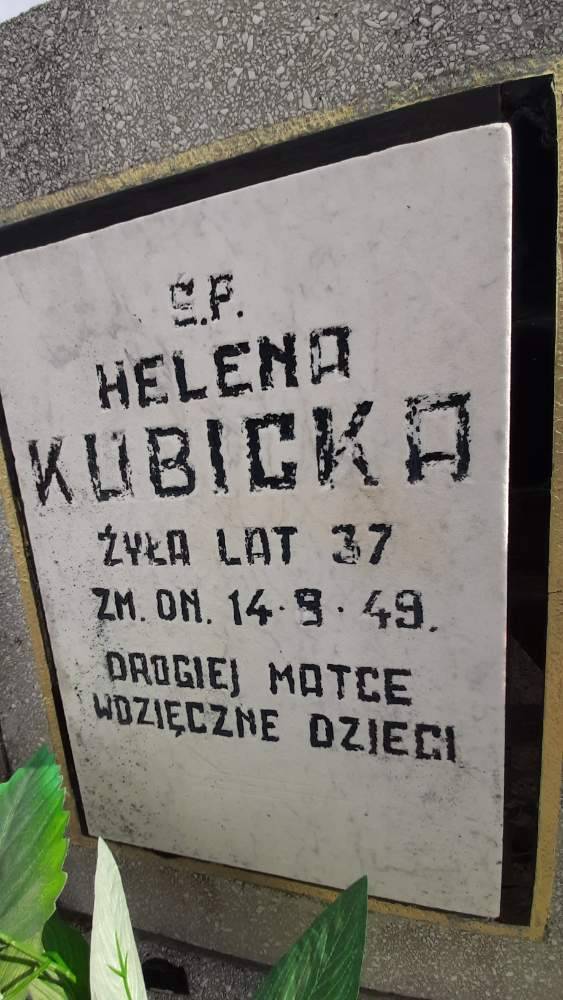 Ś.P.
HELENA
KUBICKA
ŻYŁA LAT 37
ZM. DN. 14·9·49.
DROGIEJ MATCE
WDZIĘCZNE DZIECI